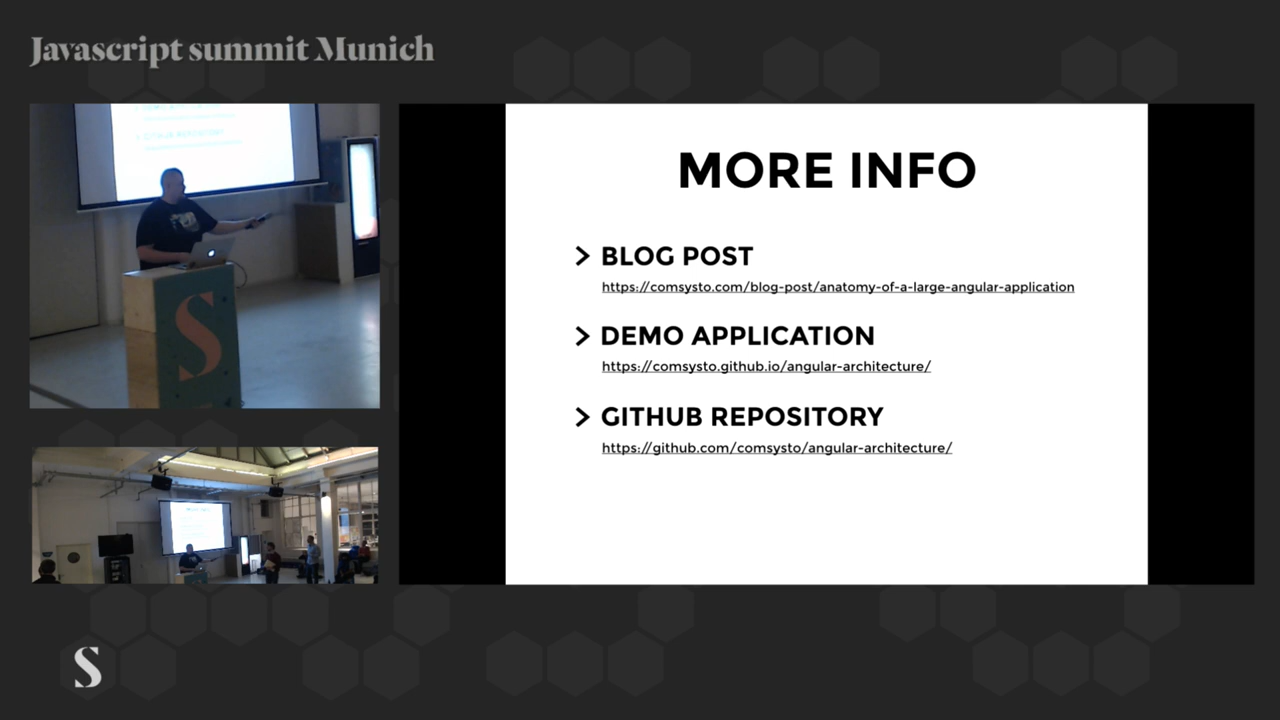 Javascript summit Munich
MORE INFO
> BLOG POST
https://comsysto.com/blog-post/anatomy-of-a-large-angular-application
> DEMO APPLICATION
https://comsysto.github.io/angular-architecture/
> GITHUB REPOSITORY
https://github.com/comsysto/angular-architecture/
S
S